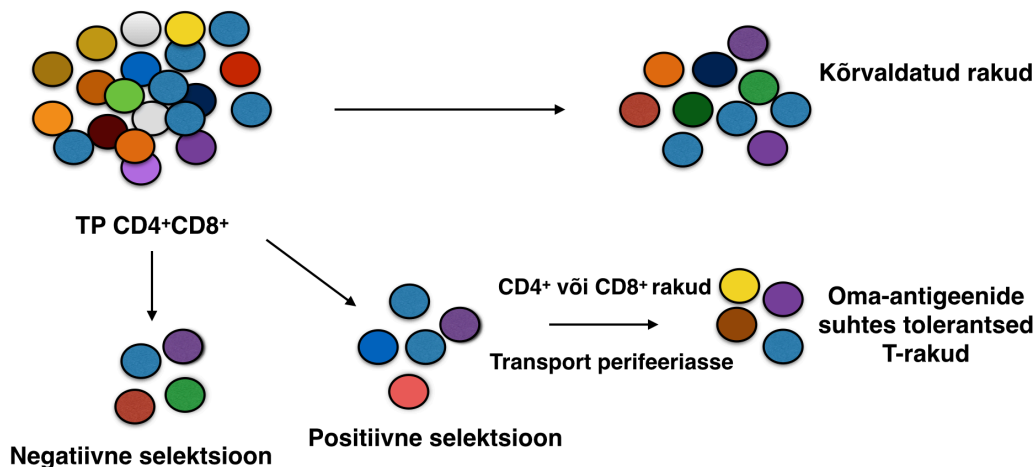 Kõrvaldatud rakud
TP CD4⁺CD8⁺
CD4⁺ või CD8⁺ rakud
Transport perifeeriasse
Oma-antigeenide
suhtes tolerantsed
T-rakud
Positiivne selektsioon
Negatiivne selektsioon